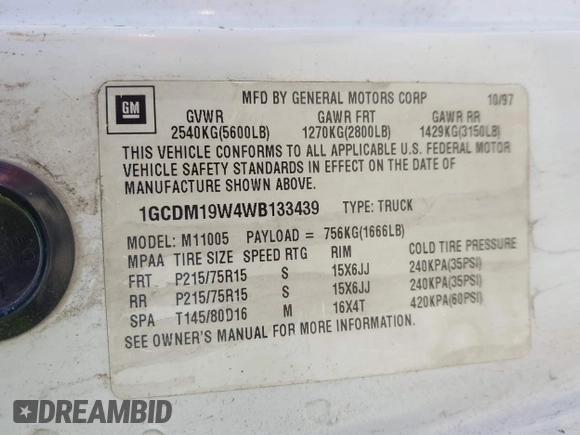 GM
MFD BY GENERAL MOTORS CORP 10/97
GVWR GAWR FRT GAWR RR
2540KG(5600LB) 1270KG(2800LB) 1429KG(3150LB)
THIS VEHICLE CONFORMS TO ALL APPLICABLE U.S. FEDERAL MOTOR
VEHICLE SAFETY STANDARDS IN EFFECT ON THE DATE OF
MANUFACTURE SHOWN ABOVE.
1GCDM19W4WB133439 TYPE: TRUCK
MODEL: M11005 PAYLOAD = 756KG(1666LB)
MPAA TIRE SIZE SPEED RTG RIM COLD TIRE PRESSURE
FRT P215/75R15 S 15X6JJ 240KPA(35PSI)
RR P215/75R15 S 15X6JJ 240KPA(35PSI)
SPA T145/80D16 M 16X4T 420KPA(60PSI)
SEE OWNER'S MANUAL FOR MORE INFORMATION.
DREAMBID